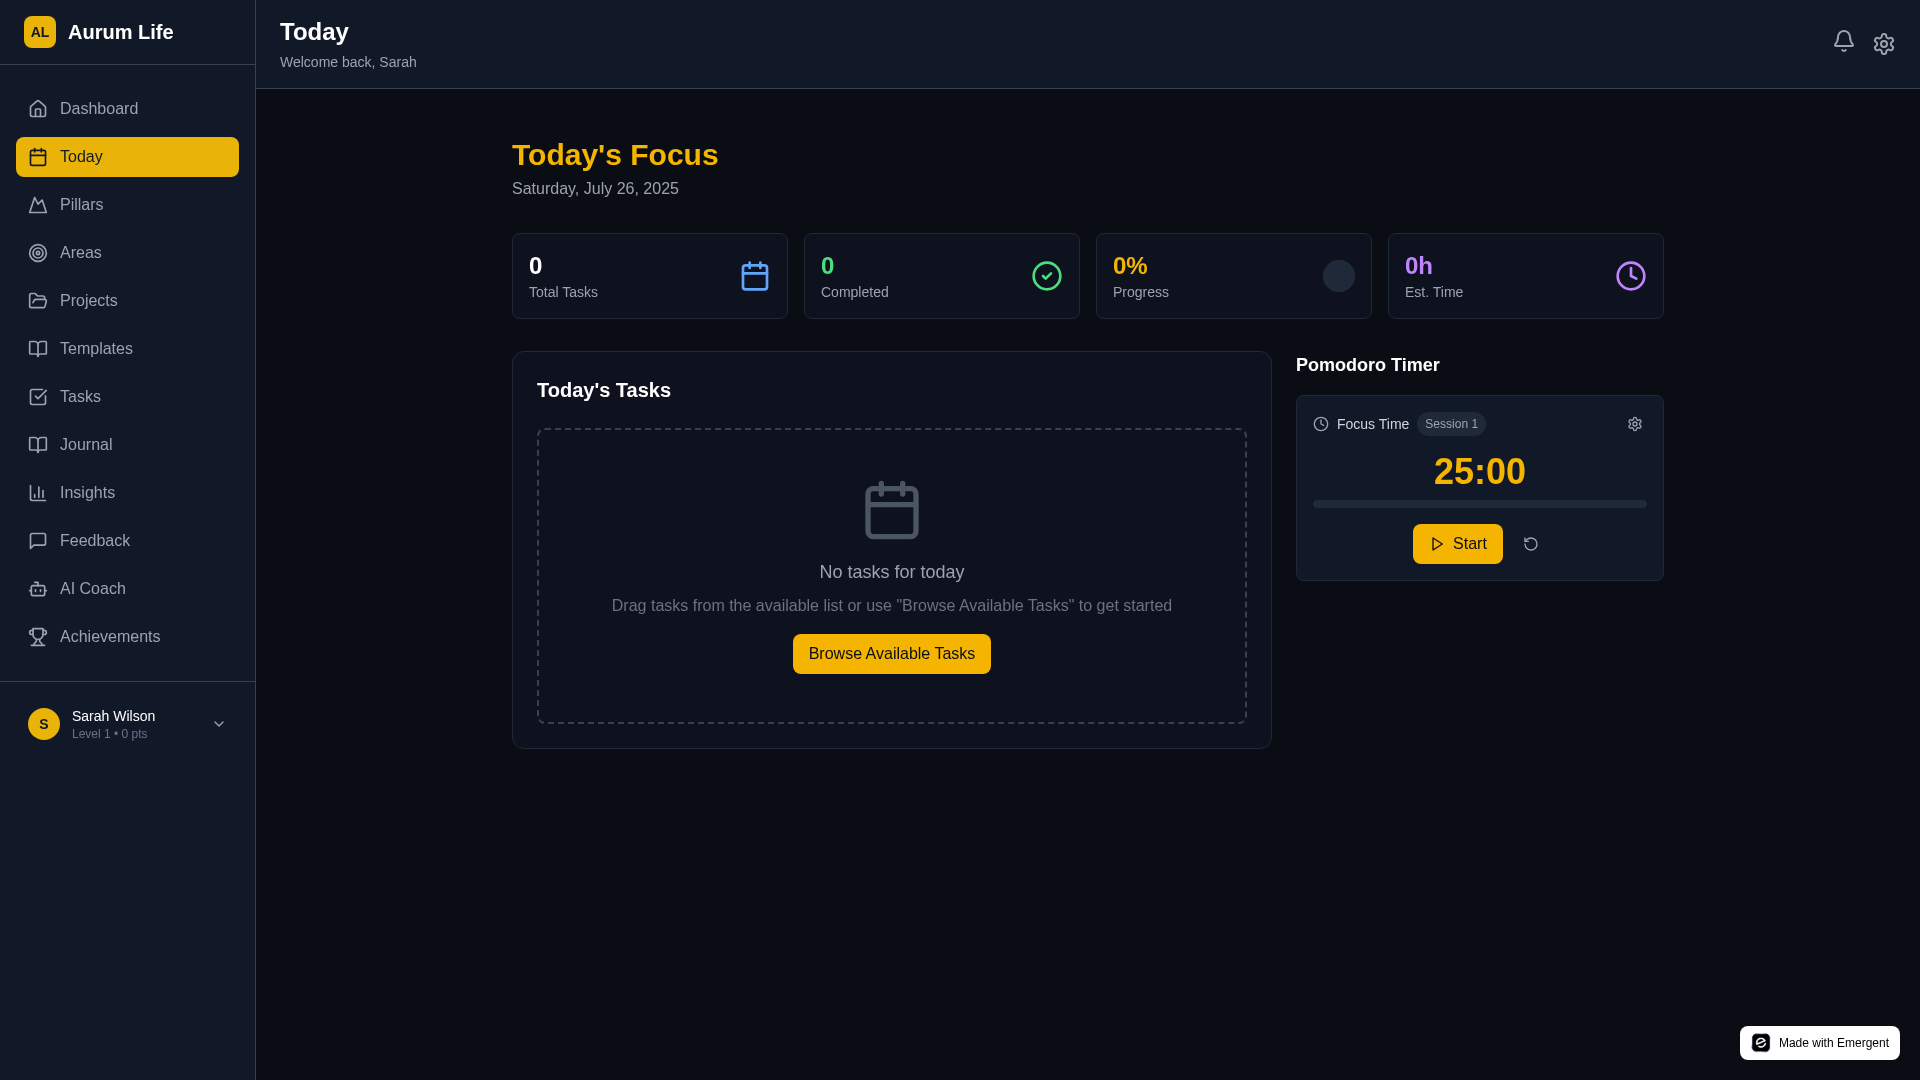 AL
Aurum Life
Dashboard
Today
Pillars
Areas
Projects
Templates
Tasks
Journal
Insights
Feedback
AI Coach
Achievements
S
Sarah Wilson
Level 1 • 0 pts
Today
Welcome back, Sarah
Today's Focus
Saturday, July 26, 2025
0
Total Tasks
0
Completed
0%
Progress
0h
Est. Time
Today's Tasks
No tasks for today
Drag tasks from the available list or use "Browse Available Tasks" to get started
Browse Available Tasks
Pomodoro Timer
Focus Time Session 1
25:00
Start
Made with Emergent